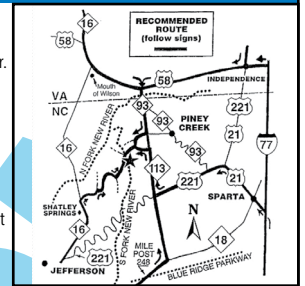 16
RECOMMENDED
ROUTE
(follow signs)
58
58
INDEPENDENCE
Mouth
of Wilson
VA
NC
93
93
PINEY
CREEK
93
221
21
77
16
N FORK NEW RIVER
113
221
21
SHATLEY
SPRINGS
16
S FORK NEW RIVER
N
SPARTA
221
JEFFERSON
MILE
POST
248
18
BLUE RIDGE PARKWAY
r.
t